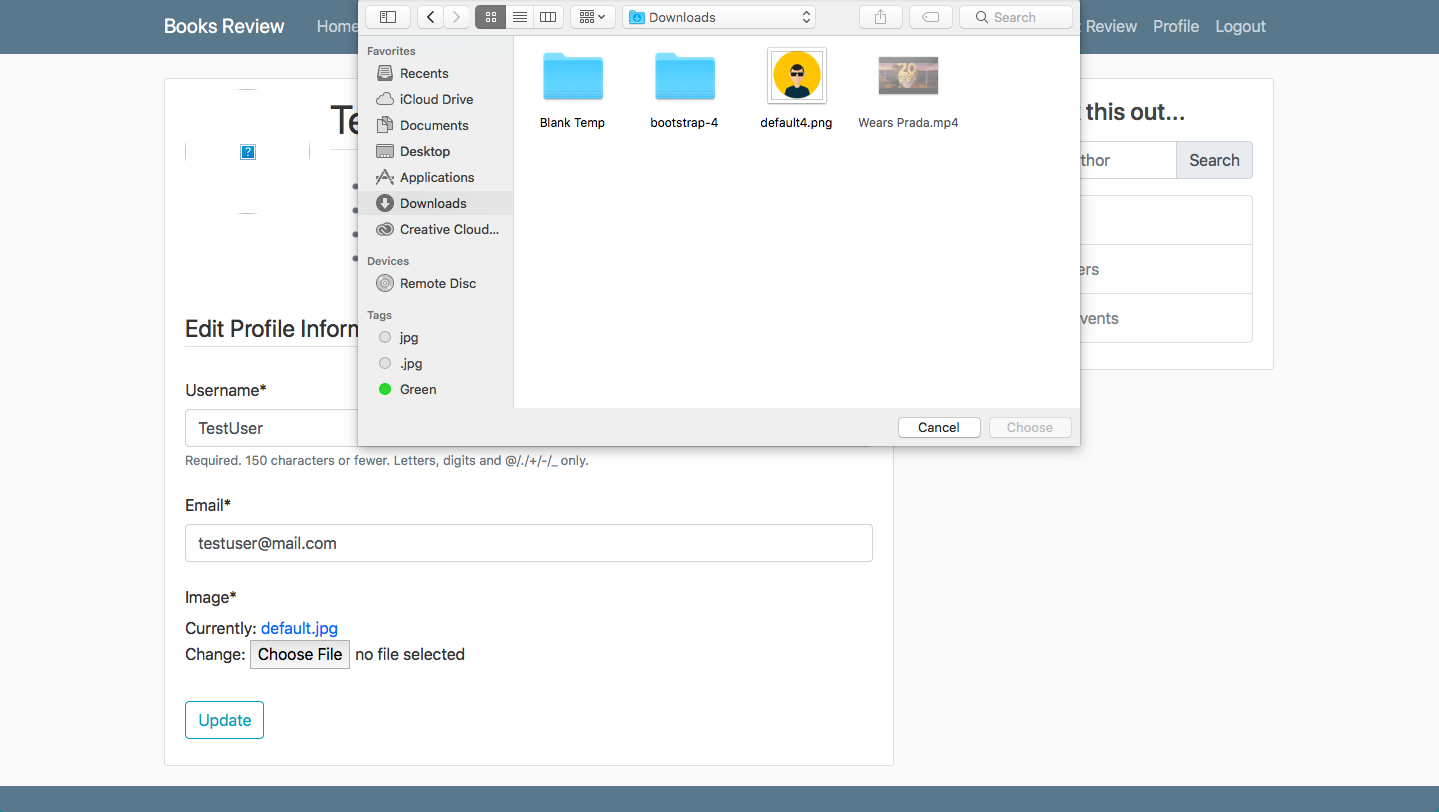 Books Review Home Review Profile Logout
Downloads Search
Favorites
Recents
iCloud Drive
Documents
Desktop
Applications
Downloads
Creative Cloud...
Devices
Remote Disc
Tags
jpg
.jpg
Green
Blank Temp bootstrap-4 default4.png Wears Prada.mp4
Cancel Choose
Te
this out...
thor Search
ers
vents
Edit Profile Inform
Username*
TestUser
Required. 150 characters or fewer. Letters, digits and @/./+/-/_ only.
Email*
testuser@mail.com
Image*
Currently: default.jpg
Change: Choose File no file selected
Update